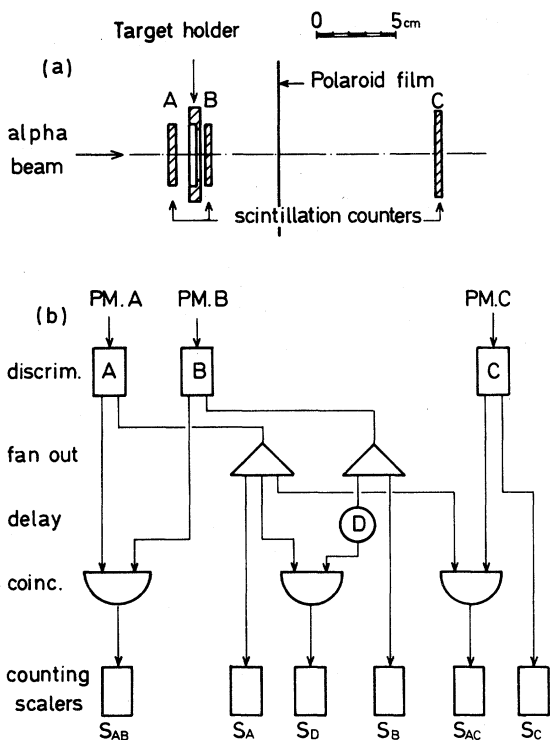 0 5cm
Target holder
(a)
Polaroid film
A B C
alpha
beam
scintillation counters
PM.A PM.B PM.C
(b)
discrim. A B C
fan out
delay D
coinc.
counting
scalers
SAB SA SD SB SAC SC